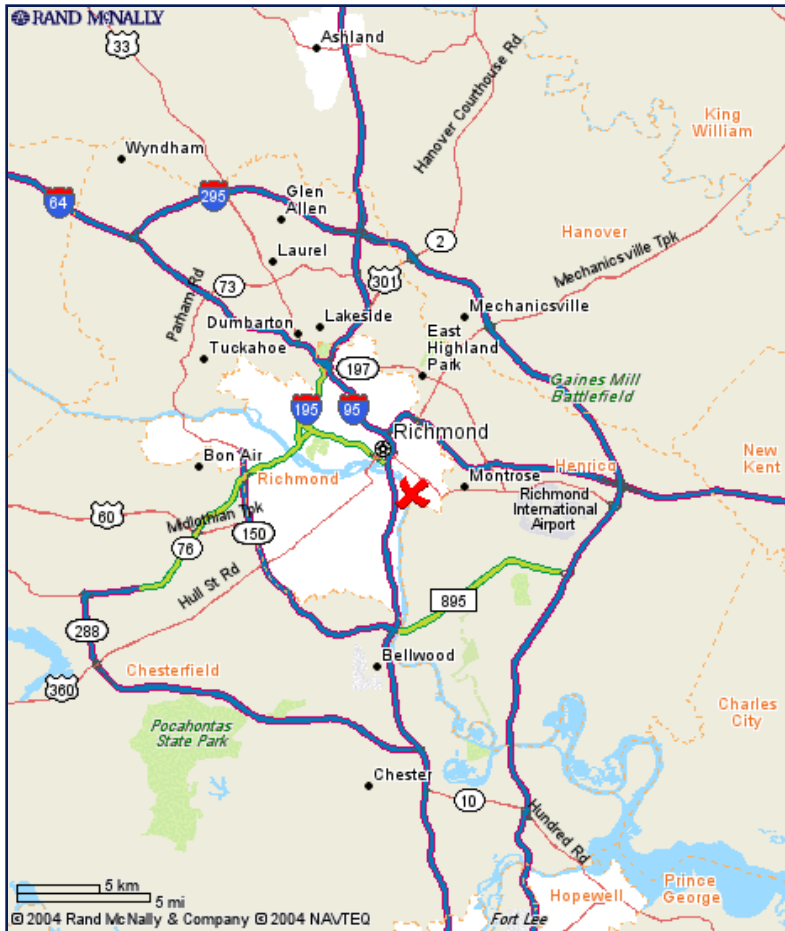 RAND McNALLY
33
Ashland
Hanover Courthouse Rd
King
William
Wyndham
64
295
Glen
Allen
2
Hanover
Laurel
Mechanicsville Tpk
301
Parham Rd
73
Mechanicsville
Dumbarton
Lakeside
East
Highland
Park
Tuckahoe
197
Gaines Mill
Battlefield
195
95
Richmond
Bon Air
Richmond
Montrose
Henrico
New
Kent
Richmond
International
Airport
60
Midlothian Tpk
150
76
Hull St Rd
895
288
Bellwood
Chesterfield
360
Charles
City
Pocahontas
State Park
Chester
10
Hundred Rd
5 km
5 mi
Hopewell
Prince
George
© 2004 Rand McNally & Company © 2004 NAVTEQ
Fort Lee